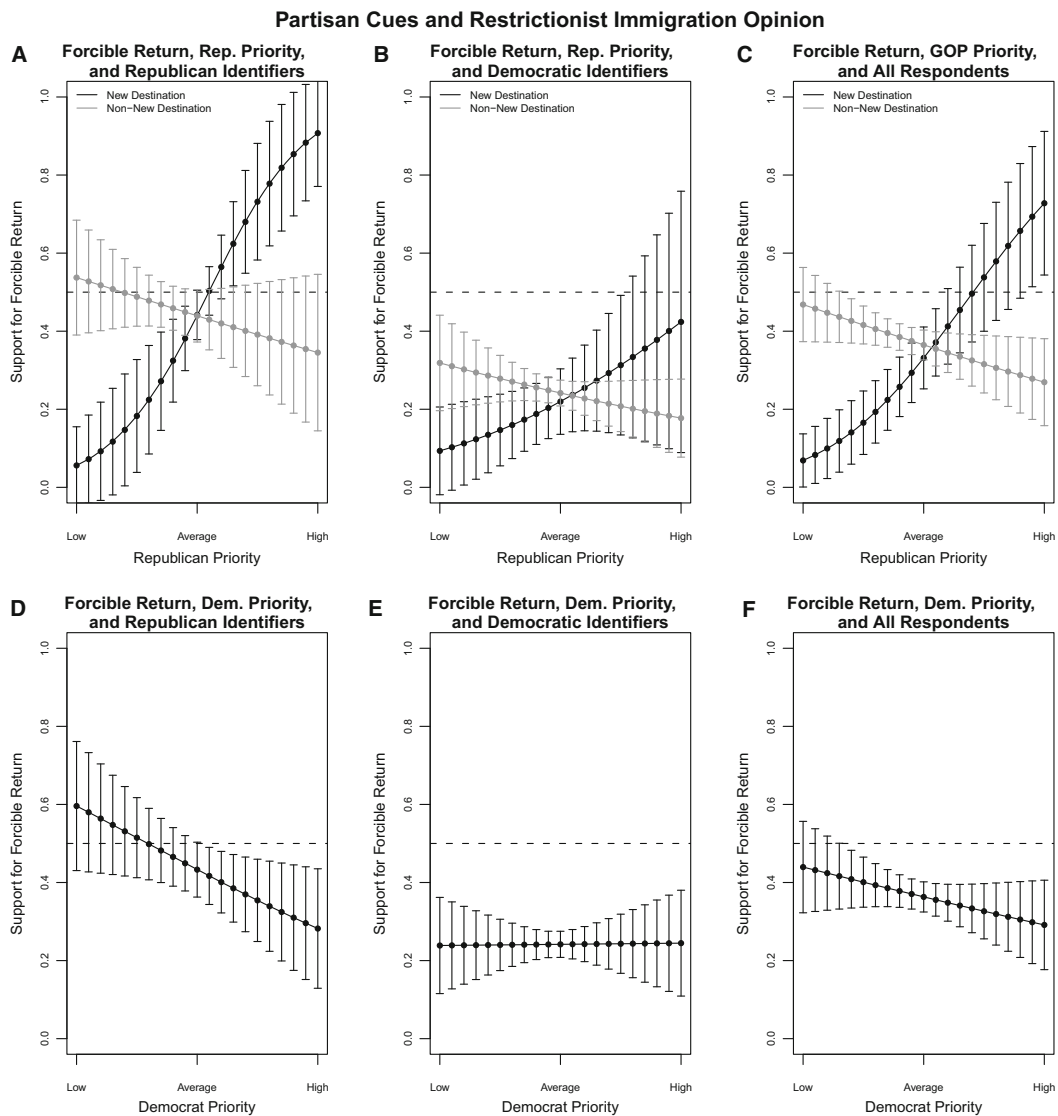 Partisan Cues and Restrictionist Immigration Opinion
A
Forcible Return, Rep. Priority,
and Republican Identifiers
New Destination
Non−New Destination
Support for Forcible Return
1.0
0.8
0.6
0.4
0.2
0.0
Low
Average
High
Republican Priority
B
Forcible Return, Rep. Priority,
and Democratic Identifiers
New Destination
Non−New Destination
Support for Forcible Return
1.0
0.8
0.6
0.4
0.2
0.0
Low
Average
High
Republican Priority
C
Forcible Return, GOP Priority,
and All Respondents
New Destination
Non−New Destination
Support for Forcible Return
1.0
0.8
0.6
0.4
0.2
0.0
Low
Average
High
Republican Priority
D
Forcible Return, Dem. Priority,
and Republican Identifiers
Support for Forcible Return
1.0
0.8
0.6
0.4
0.2
0.0
Low
Average
High
Democrat Priority
E
Forcible Return, Dem. Priority,
and Democratic Identifiers
Support for Forcible Return
1.0
0.8
0.6
0.4
0.2
0.0
Low
Average
High
Democrat Priority
F
Forcible Return, Dem. Priority,
and All Respondents
Support for Forcible Return
1.0
0.8
0.6
0.4
0.2
0.0
Low
Average
High
Democrat Priority